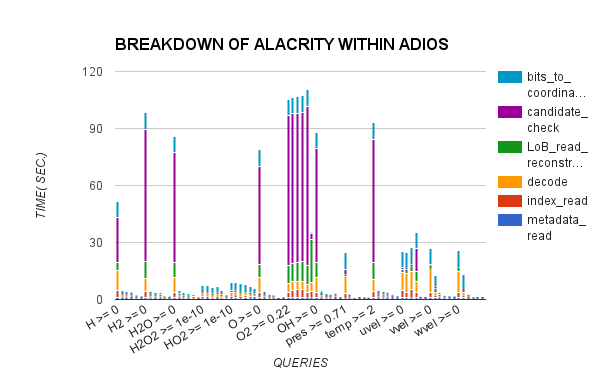 BREAKDOWN OF ALACRITY WITHIN ADIOS
TIME( SEC.)
120
90
60
30
0
H >= 0
H2 >= 0
H2O >= 0
H2O2 >= 1e-10
HO2 >= 1e-10
O >= 0
O2 >= 0.22
OH >= 0
pres >= 0.71
temp >= 2
uvel >= 0
vvel >= 0
wvel >= 0
QUERIES
bits_to_
coordina...
candidate_
check
LoB_read_
reconstr...
decode
index_read
metadata_
read